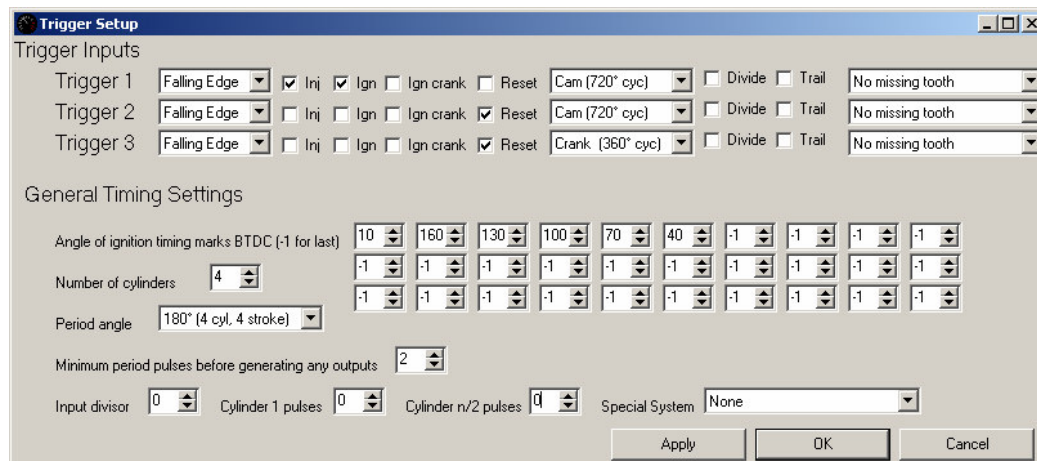 Trigger Setup
Trigger Inputs
Trigger 1 Falling Edge Inj Ign Ign crank Reset Cam (720° cyc) Divide Trail No missing tooth
Trigger 2 Falling Edge Inj Ign Ign crank Reset Cam (720° cyc) Divide Trail No missing tooth
Trigger 3 Falling Edge Inj Ign Ign crank Reset Crank (360° cyc) Divide Trail No missing tooth
General Timing Settings
Angle of ignition timing marks BTDC (-1 for last) 10 160 130 100 70 40 -1 -1 -1 -1
-1 -1 -1 -1 -1 -1 -1 -1 -1 -1
Number of cylinders 4
-1 -1 -1 -1 -1 -1 -1 -1 -1 -1
Period angle 180° (4 cyl, 4 stroke)
Minimum period pulses before generating any outputs 2
Input divisor 0 Cylinder 1 pulses 0 Cylinder n/2 pulses 0 Special System None
Apply OK Cancel